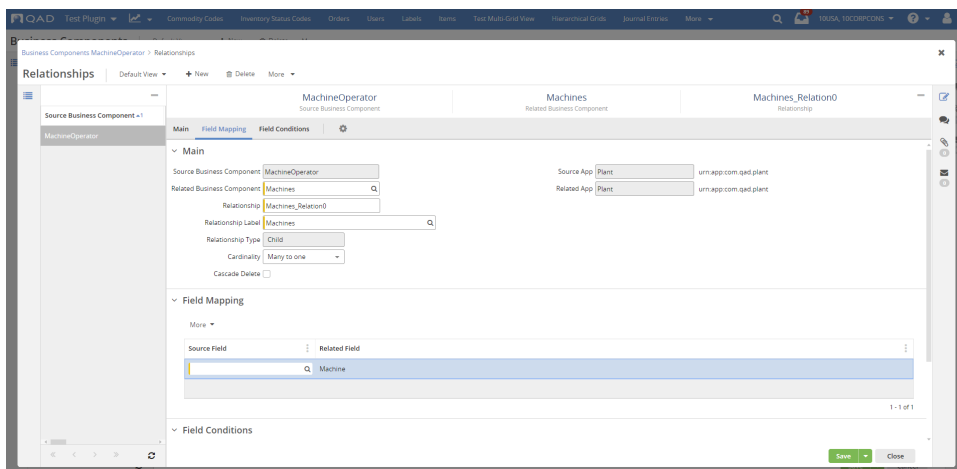 QAD Test Plugin Commodity Codes Inventory Status Codes Orders Users Labels Items Test Multi-Grid View Hierarchical Grids Journal Entries More 10USA, 10CORPCONS
Business Components MachineOperator > Relationships
Relationships Default View + New Delete More
MachineOperator Machines Machines_Relation0
Source Business Component Related Business Component Relationship
Source Business Component 1
MachineOperator
Main Field Mapping Field Conditions
Main
Source Business Component MachineOperator Source App Plant urn:app:com.qad.plant
Related Business Component Machines Related App Plant urn:app:com.qad.plant
Relationship Machines_Relation0
Relationship Label Machines
Relationship Type Child
Cardinality Many to one
Cascade Delete
Field Mapping
More
Source Field Related Field
Machine
1 - 1 of 1
Field Conditions
Save Close